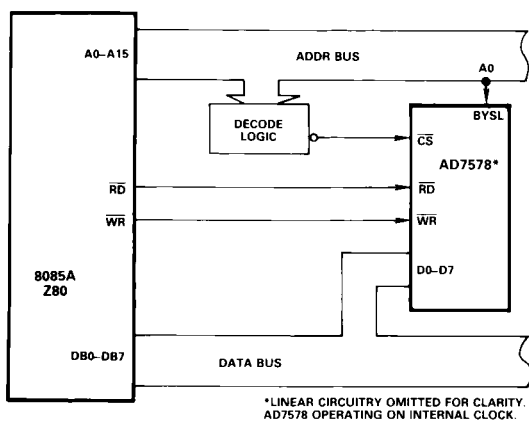 A0–A15
ADDR BUS
A0
BYSL
DECODE
LOGIC
CS
AD7578*
RD
RD
WR
WR
8085A
Z80
D0–D7
DB0–DB7
DATA BUS
*LINEAR CIRCUITRY OMITTED FOR CLARITY.
AD7578 OPERATING ON INTERNAL CLOCK.